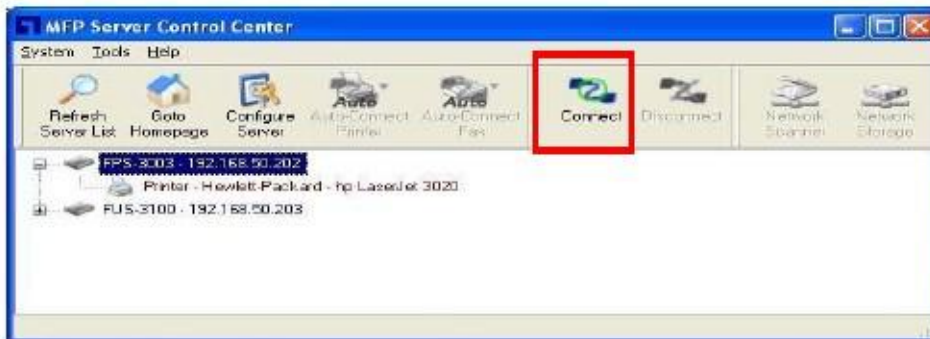 MFP Server Control Center
System Tools Help
Refresh Server List
Goto Homepage
Configure Server
Auto
Auto-Connect Printer
Auto
Auto-Connect Fax
Connect
Disconnect
Network Scanner
Network Storage
FPS-3003 - 192.168.50.202
Printer - Hewlett-Packard - hp LaserJet 3020
FUS-3100 - 192.168.50.203